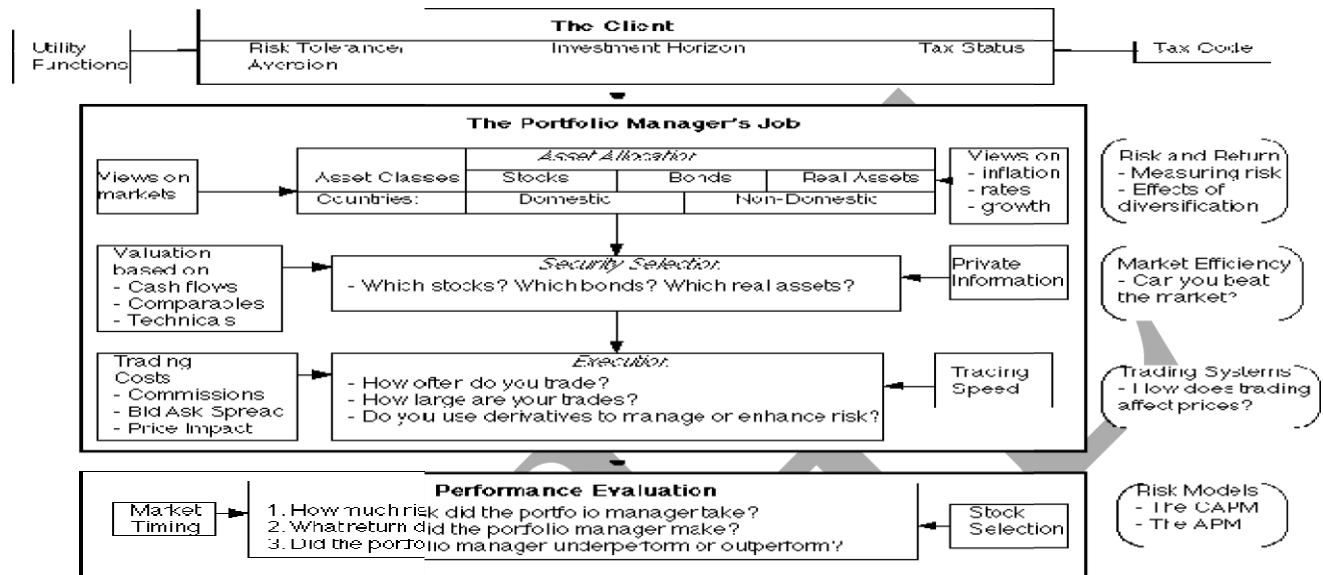 The Client
Utility
Functions
Risk Tolerance/
Aversion
Investment Horizon
Tax Status
Tax Code
The Portfolio Manager's Job
Views on
markets
Asset Allocation
Asset Classes
Stocks
Bonds
Real Assets
Countries:
Domestic
Non-Domestic
Views on
- inflation
- rates
- growth
Risk and Return
- Measuring risk
- Effects of
diversification
Valuation
based on
- Cash flows
- Comparables
- Technicals
Security Selection
- Which stocks? Which bonds? Which real assets?
Private
Information
Market Efficiency
- Can you beat
the market?
Trading
Costs
- Commissions
- Bid Ask Spread
- Price Impact
Execution
- How often do you trade?
- How large are your trades?
- Do you use derivatives to manage or enhance risk?
Trading
Speed
Trading Systems
- How does trading
affect prices?
Performance Evaluation
Market
Timing
1. How much risk did the portfolio manager take?
2. What return did the portfolio manager make?
3. Did the portfolio manager underperform or outperform?
Stock
Selection
Risk Models
- The CAPM
- The APM